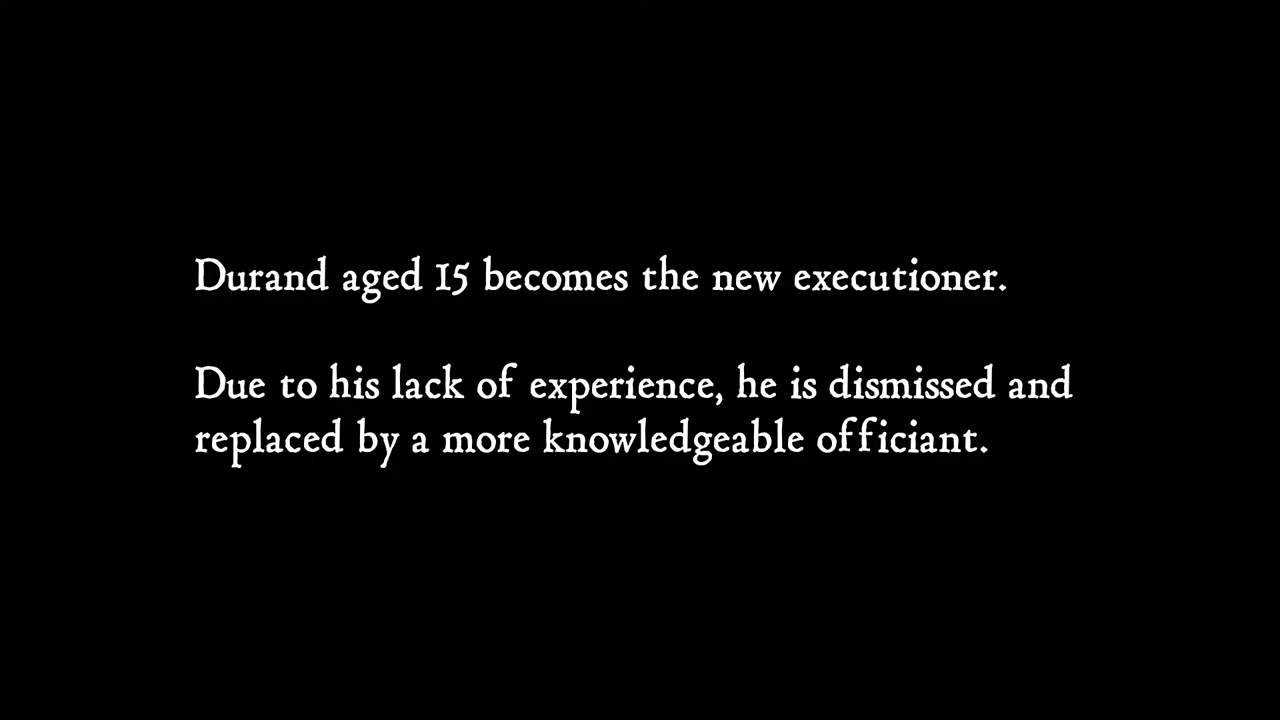 Durand aged 15 becomes the new executioner.
Due to his lack of experience, he is dismissed and
replaced by a more knowledgeable officiant.